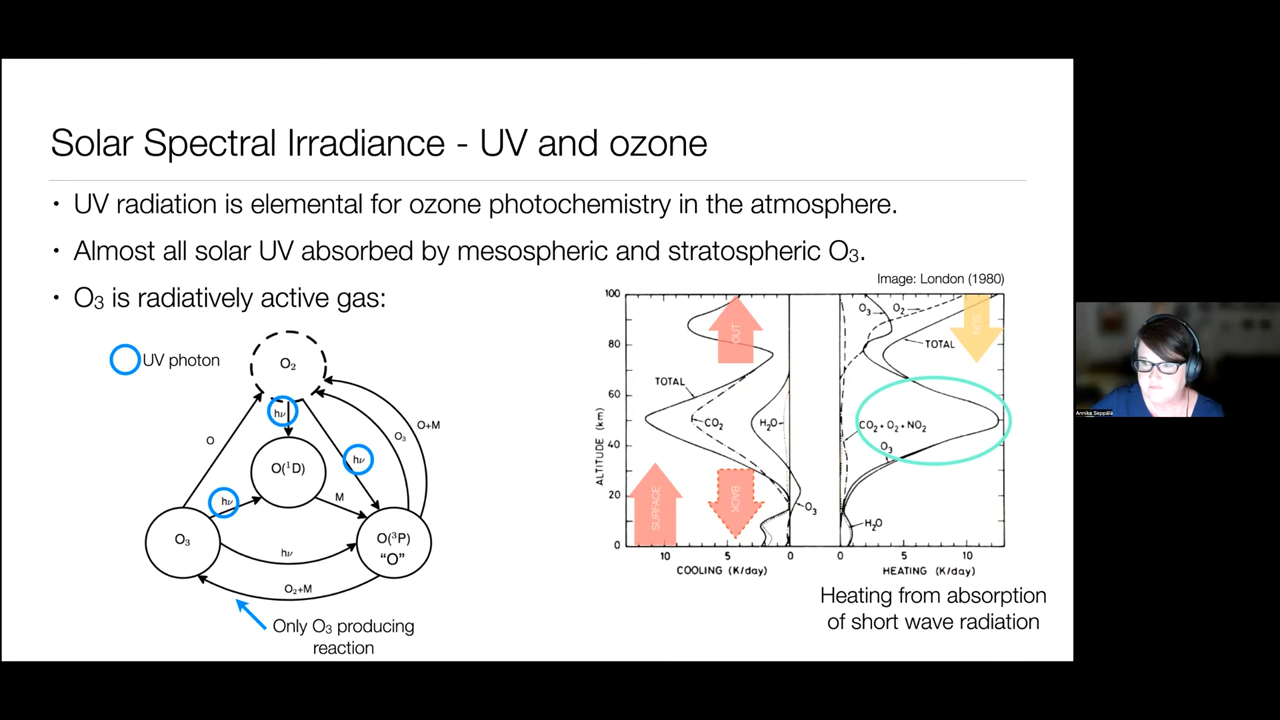 Solar Spectral Irradiance - UV and ozone
• UV radiation is elemental for ozone photochemistry in the atmosphere.
• Almost all solar UV absorbed by mesospheric and stratospheric O₃.
• O₃ is radiatively active gas:
Image: London (1980)
UV photon
O₂
hν
O
O₃
O+M
hν
O(¹D)
hν
M
O₃
hν
O(³P)
"O"
O₂+M
Only O₃ producing
reaction
100
80
60
40
20
0
ALTITUDE (km)
OUT
TOTAL
CO₂
H₂O
O₃
SURFACE
BACK
10
5
0
COOLING (K/day)
O₃
O₂
SUN
TOTAL
CO₂ + O₂ + NO₂
O₃
H₂O
0
5
10
HEATING (K/day)
Heating from absorption
of short wave radiation
Annika Seppälä